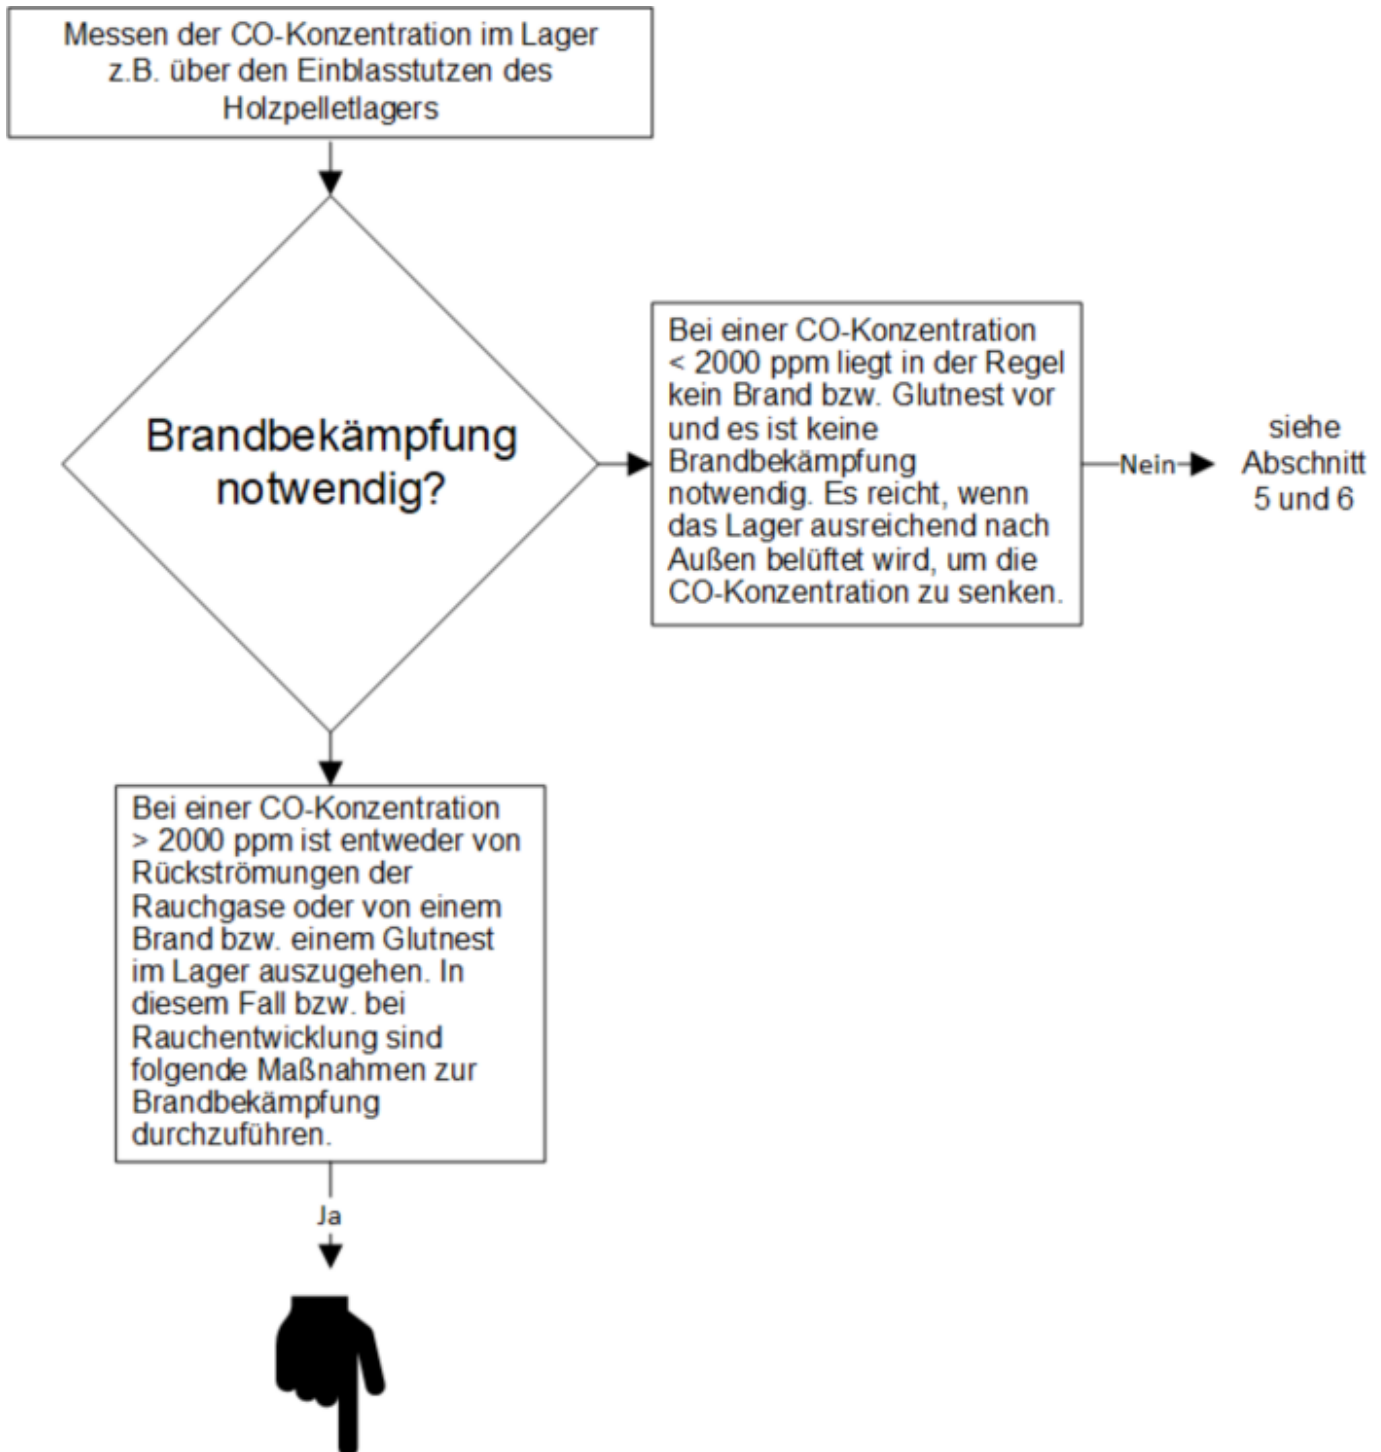 Messen der CO-Konzentration im Lager
z.B. über den Einblasstutzen des
Holzpelletlagers
Brandbekämpfung
notwendig?
Bei einer CO-Konzentration
< 2000 ppm liegt in der Regel
kein Brand bzw. Glutnest vor
und es ist keine
Brandbekämpfung
notwendig. Es reicht, wenn
das Lager ausreichend nach
Außen belüftet wird, um die
CO-Konzentration zu senken.
Nein
siehe
Abschnitt
5 und 6
Bei einer CO-Konzentration
> 2000 ppm ist entweder von
Rückströmungen der
Rauchgase oder von einem
Brand bzw. einem Glutnest
im Lager auszugehen. In
diesem Fall bzw. bei
Rauchentwicklung sind
folgende Maßnahmen zur
Brandbekämpfung
durchzuführen.
Ja